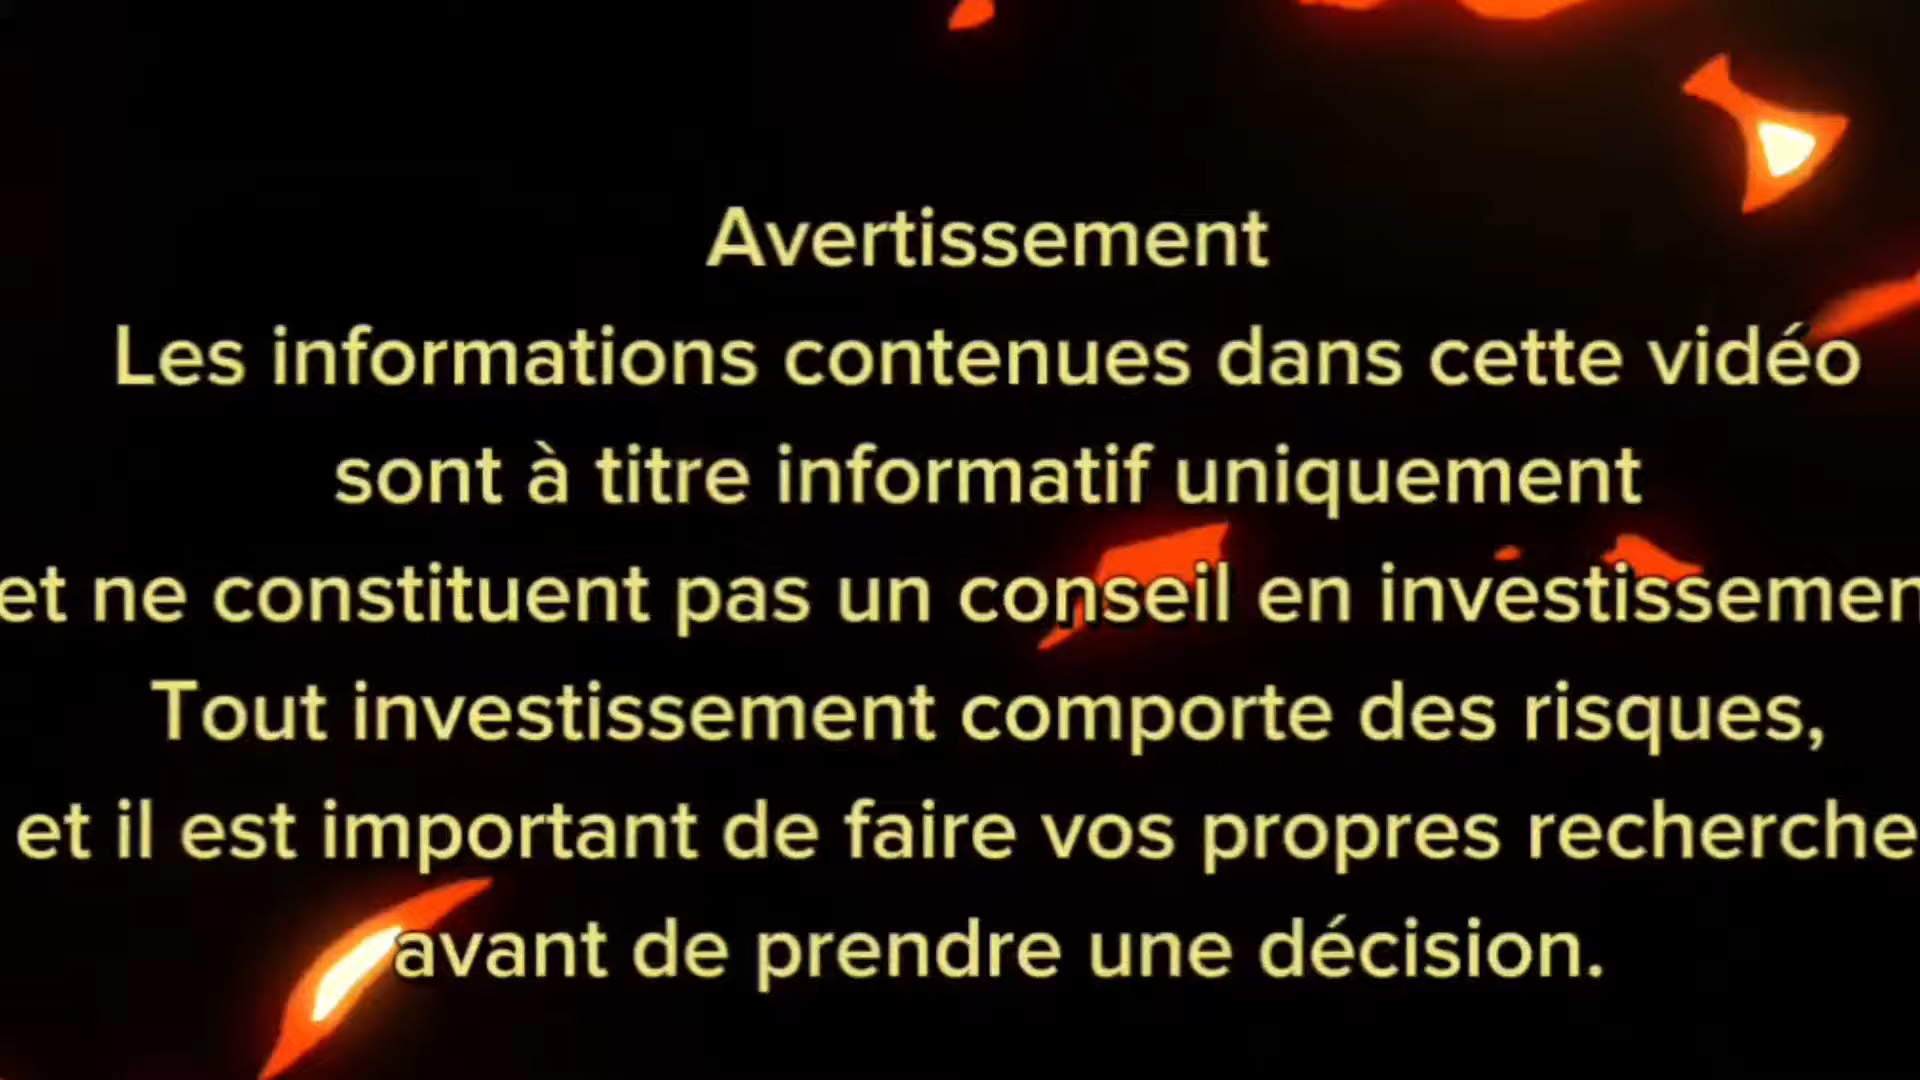 Avertissement
Les informations contenues dans cette vidéo
sont à titre informatif uniquement
et ne constituent pas un conseil en investissemen
Tout investissement comporte des risques,
et il est important de faire vos propres recherche
avant de prendre une décision.